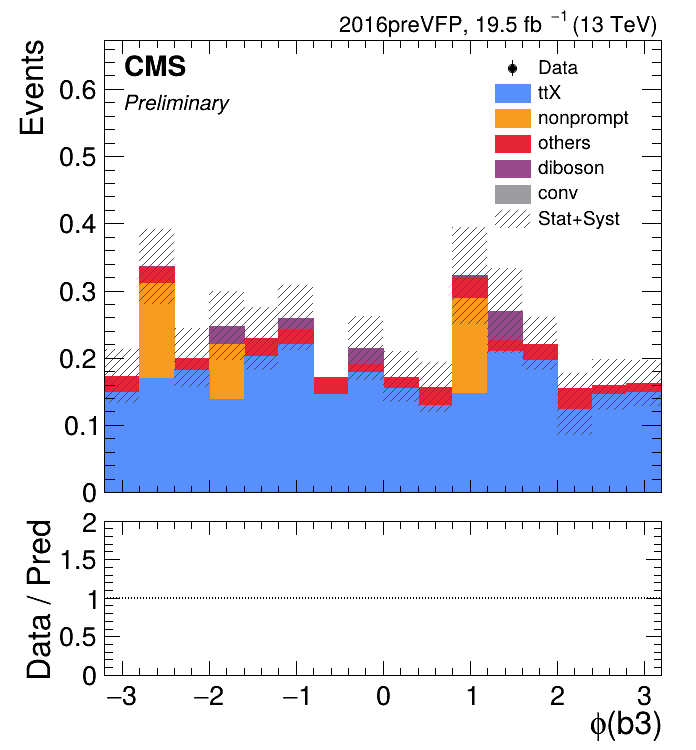 2016preVFP, 19.5 fb⁻¹ (13 TeV)
CMS
Preliminary
Data
ttX
nonprompt
others
diboson
conv
Stat+Syst
Events
0.6
0.5
0.4
0.3
0.2
0.1
0
Data / Pred
2
1.5
1
0.5
0
−3 −2 −1 0 1 2 3
ϕ(b3)